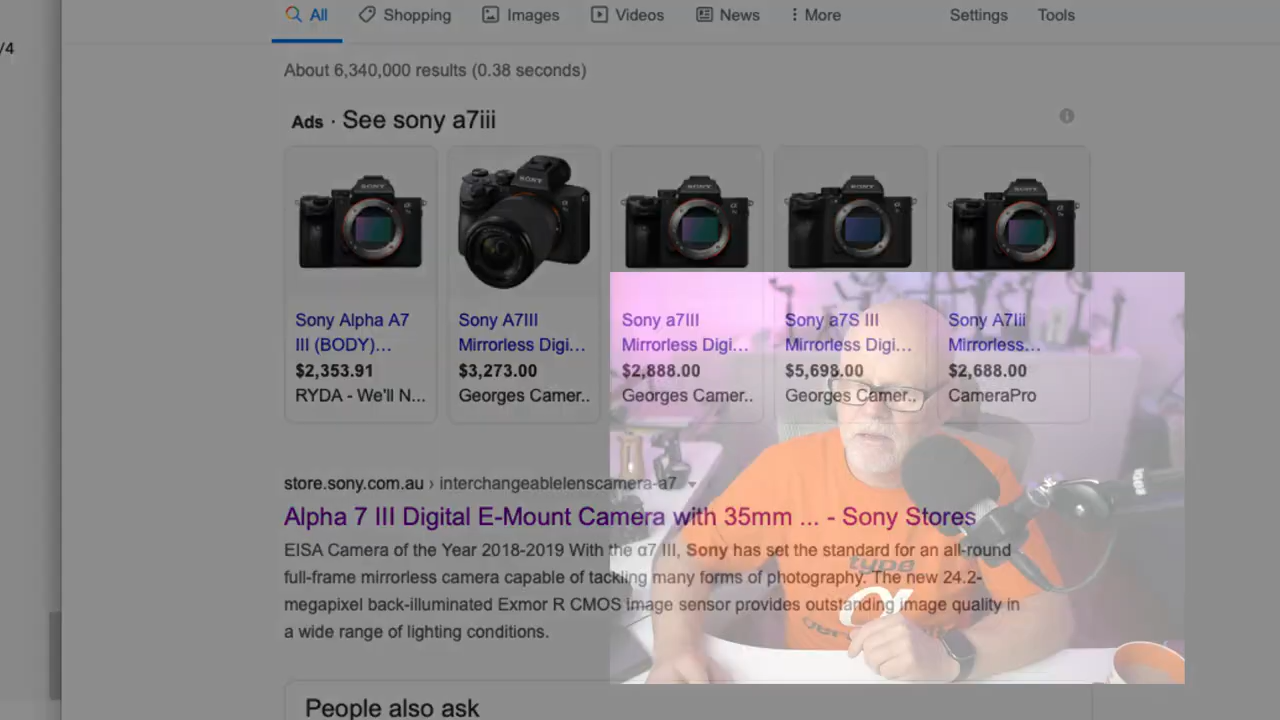 /4
All Shopping Images Videos News More Settings Tools
About 6,340,000 results (0.38 seconds)
Ads · See sony a7iii
SONY SONY SONY SONY SONY
Sony Alpha A7
III (BODY)…
$2,353.91
RYDA - We'll N...
Sony A7III
Mirrorless Digi…
$3,273.00
Georges Camer..
Sony a7III
Mirrorless Digi…
$2,888.00
Georges Camer..
Sony a7S III
Mirrorless Digi…
$5,698.00
Georges Camer..
Sony A7Iii
Mirrorless…
$2,688.00
CameraPro
store.sony.com.au › interchangeablelenscamera-a7
Alpha 7 III Digital E-Mount Camera with 35mm ... - Sony Stores
EISA Camera of the Year 2018-2019 With the α7 III, Sony has set the standard for an all-round
full-frame mirrorless camera capable of tackling many forms of photography. The new 24.2-
megapixel back-illuminated Exmor R CMOS image sensor provides outstanding image quality in
a wide range of lighting conditions.
type
α
People also ask